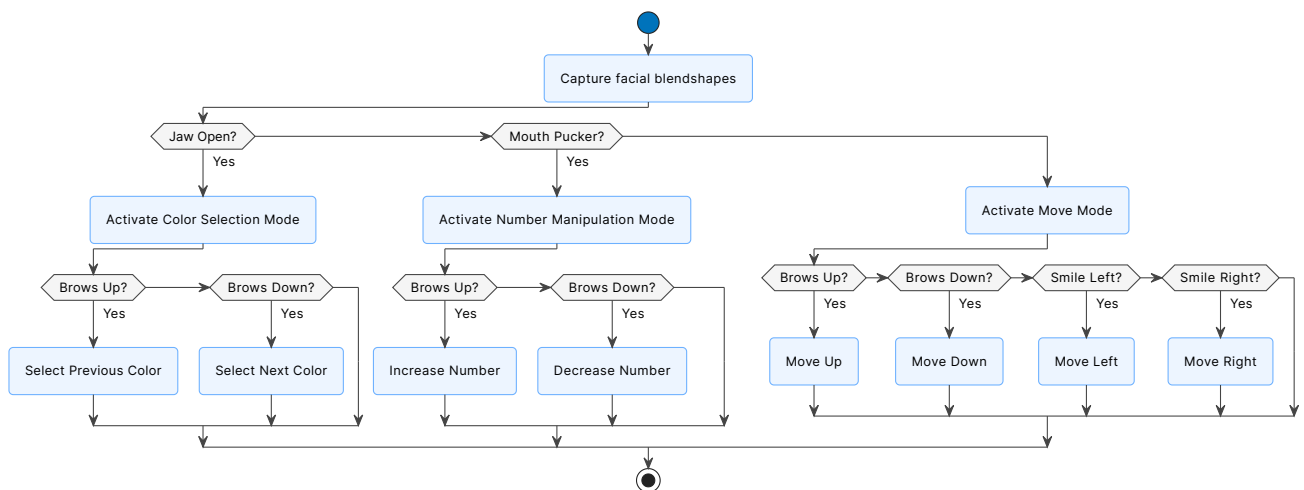 Capture facial blendshapes
Jaw Open?
Mouth Pucker?
Yes
Yes
Activate Color Selection Mode
Activate Number Manipulation Mode
Activate Move Mode
Brows Up?
Brows Down?
Brows Up?
Brows Down?
Brows Up?
Brows Down?
Smile Left?
Smile Right?
Yes
Yes
Yes
Yes
Yes
Yes
Yes
Yes
Select Previous Color
Select Next Color
Increase Number
Decrease Number
Move Up
Move Down
Move Left
Move Right